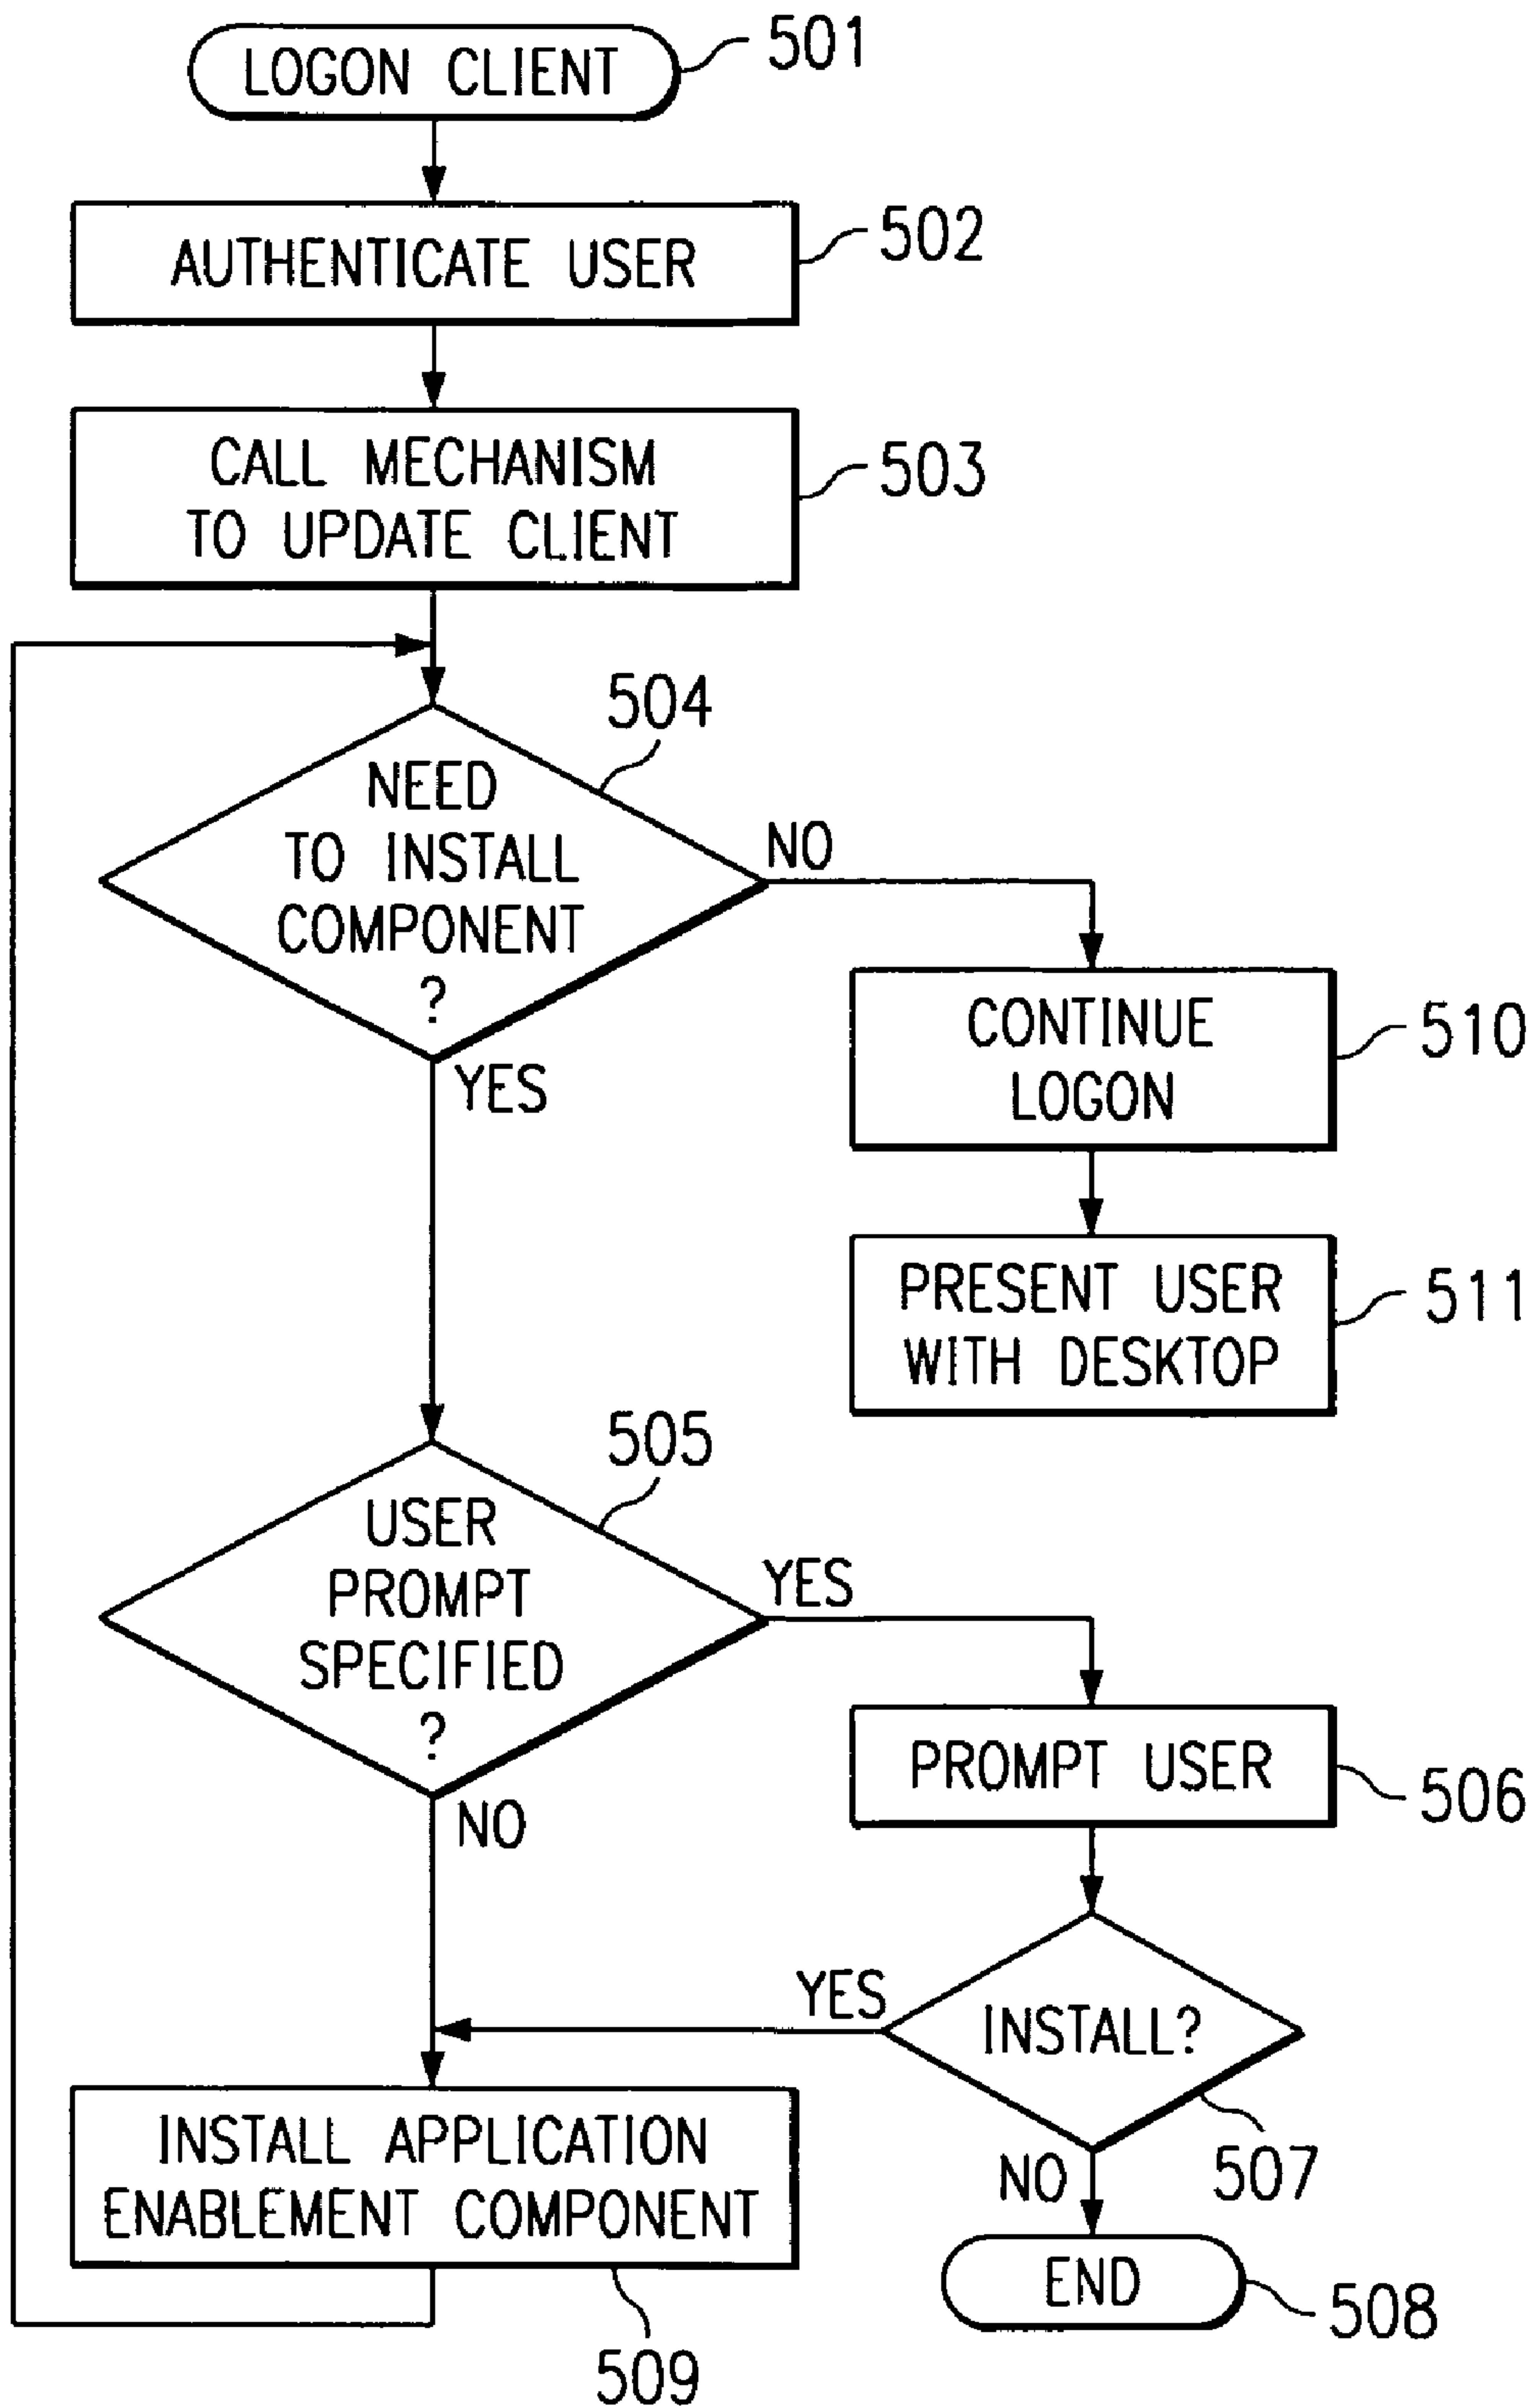 LOGON CLIENT
501
AUTHENTICATE USER
502
CALL MECHANISM
TO UPDATE CLIENT
503
504
NEED
TO INSTALL
COMPONENT
?
NO
YES
CONTINUE
LOGON
510
PRESENT USER
WITH DESKTOP
511
505
USER
PROMPT
SPECIFIED
?
YES
NO
PROMPT USER
506
YES
INSTALL?
507
NO
INSTALL APPLICATION
ENABLEMENT COMPONENT
509
END
508